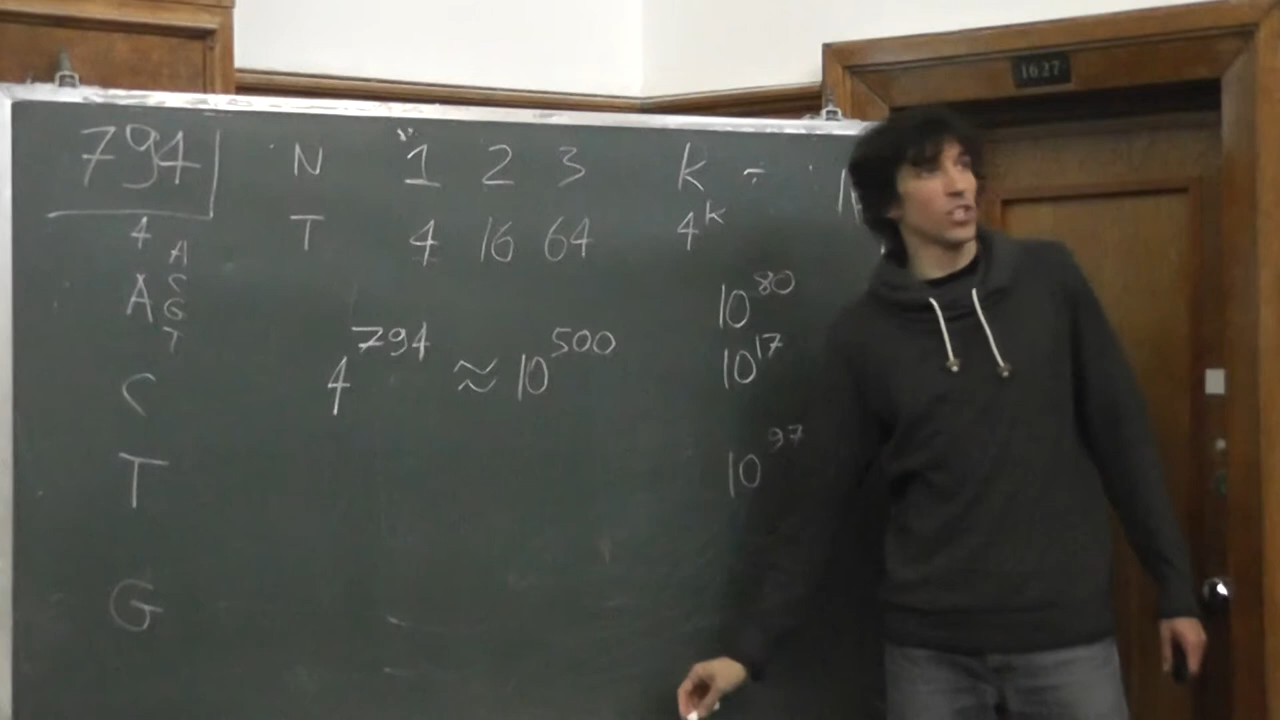 1627
794 N 1 2 3 k
4 T 4 16 64 4^k
A
A C
G
T
10^80
4^794 ≈ 10^500 10^17
C
T 10^97
G